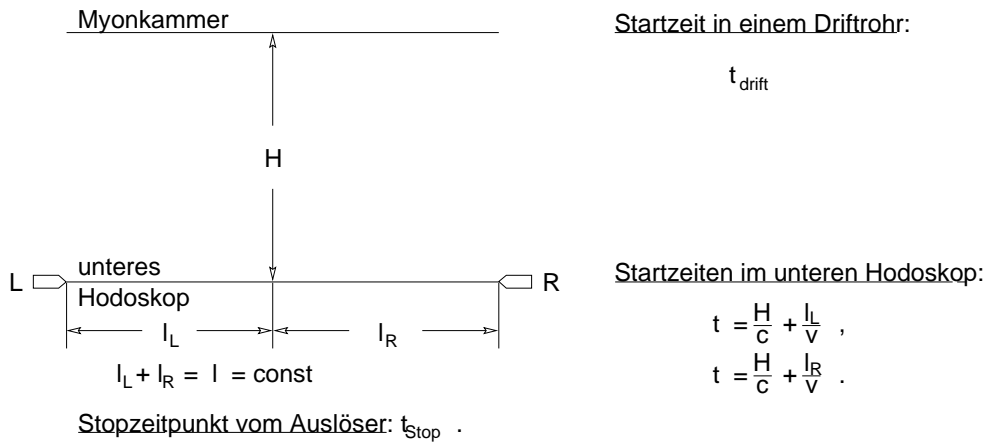 Myonkammer
Startzeit in einem Driftrohr:
t_drift
H
L
unteres
Hodoskop
R
l_L
l_R
l_L + l_R = l = const
Startzeiten im unteren Hodoskop:
t = H/c + l_L/v ,
t = H/c + l_R/v .
Stopzeitpunkt vom Auslöser: t_Stop .